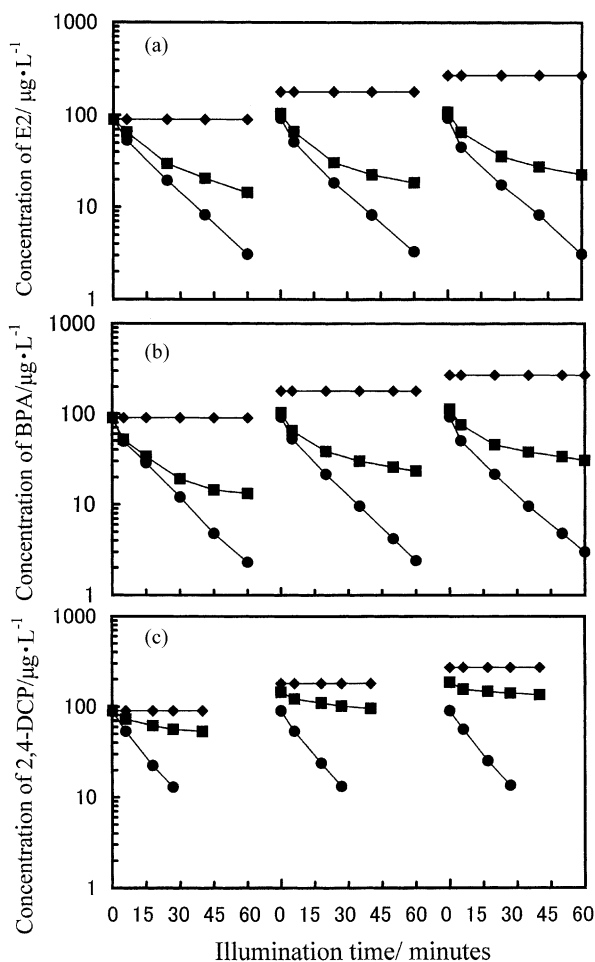 Concentration of E2/ μg•L⁻¹
(a)
1000
100
10
1
Concentration of BPA/μg•L⁻¹
(b)
1000
100
10
1
Concentration of 2,4-DCP/μg•L⁻¹
(c)
1000
100
10
1
0 15 30 45 60 0 15 30 45 60 0 15 30 45 60
Illumination time/ minutes